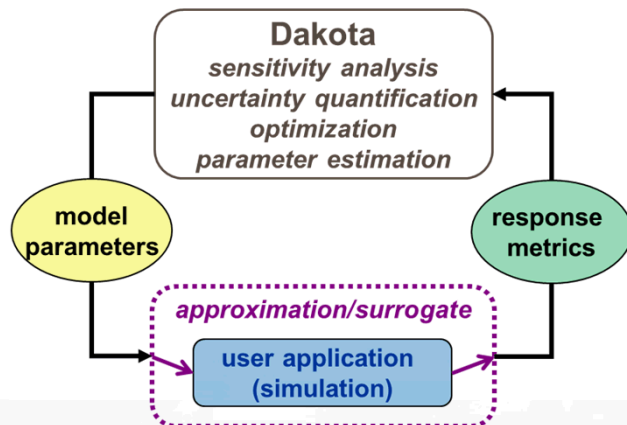 Dakota
sensitivity analysis
uncertainty quantification
optimization
parameter estimation
model
parameters
response
metrics
approximation/surrogate
user application
(simulation)